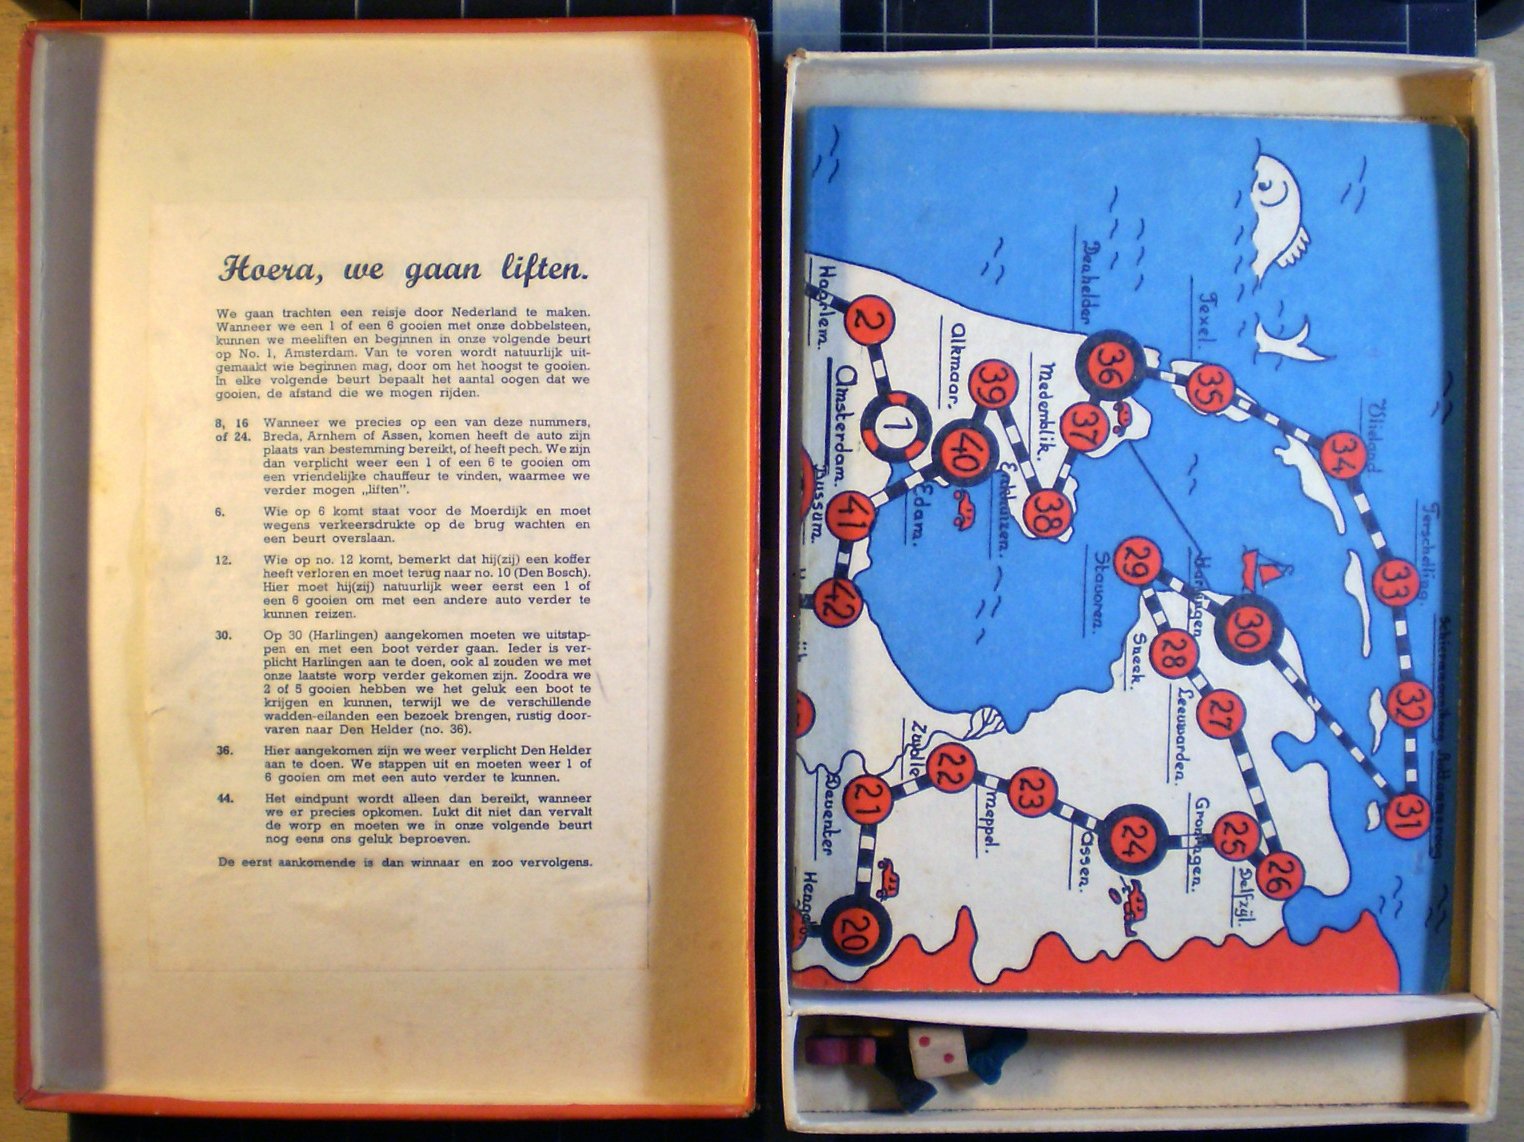 Hoera, we gaan liften.
We gaan trachten een reisje door Nederland te maken.
Wanneer we een 1 of een 6 gooien met onze dobbelsteen,
kunnen we meeliften en beginnen in onze volgende beurt
op No. 1, Amsterdam. Van te voren wordt natuurlijk uit-
gemaakt wie beginnen mag, door om het hoogst te gooien.
In elke volgende beurt bepaalt het aantal oogen dat we
gooien, de afstand die we mogen rijden.
8, 16 Wanneer we precies op een van deze nummers,
of 24. Breda, Arnhem of Assen, komen heeft de auto zijn
plaats van bestemming bereikt, of heeft pech. We zijn
dan verplicht weer een 1 of een 6 te gooien om
een vriendelijke chauffeur te vinden, waarmee we
verder mogen „liften”.
6. Wie op 6 komt staat voor de Moerdijk en moet
wegens verkeersdrukte op de brug wachten en
een beurt overslaan.
12. Wie op no. 12 komt, bemerkt dat hij(zij) een koffer
heeft verloren en moet terug naar no. 10 (Den Bosch).
Hier moet hij(zij) natuurlijk weer eerst een 1 of
een 6 gooien om met een andere auto verder te
kunnen reizen.
30. Op 30 (Harlingen) aangekomen moeten we uitstap-
pen en met een boot verder gaan. Ieder is ver-
plicht Harlingen aan te doen, ook al zouden we met
onze laatste worp verder gekomen zijn. Zoodra we
2 of 5 gooien hebben we het geluk een boot te
krijgen en kunnen, terwijl we de verschillende
wadden-eilanden een bezoek brengen, rustig door-
varen naar Den Helder (no. 36).
36. Hier aangekomen zijn we weer verplicht Den Helder
aan te doen. We stappen uit en moeten weer 1 of
6 gooien om met een auto verder te kunnen.
44. Het eindpunt wordt alleen dan bereikt, wanneer
we er precies opkomen. Lukt dit niet dan vervalt
de worp en moeten we in onze volgende beurt
nog eens ons geluk beproeven.
De eerst aankomende is dan winnaar en zoo vervolgens.
Haarlem.
2
Amsterdam.
1
Alkmaar.
39
40
Edam.
Bussum.
41
42
Medemblik.
Enkhuizen.
38
37
Denhelder
36
Texel.
35
Vlieland
34
Terschelling.
33
32
31
Harlingen
30
29
Stavoren.
28
Sneek.
27
Leeuwarden.
26
Delfzijl.
25
Groningen.
24
Assen.
23
Meppel.
22
Zwolle
21
Deventer
20